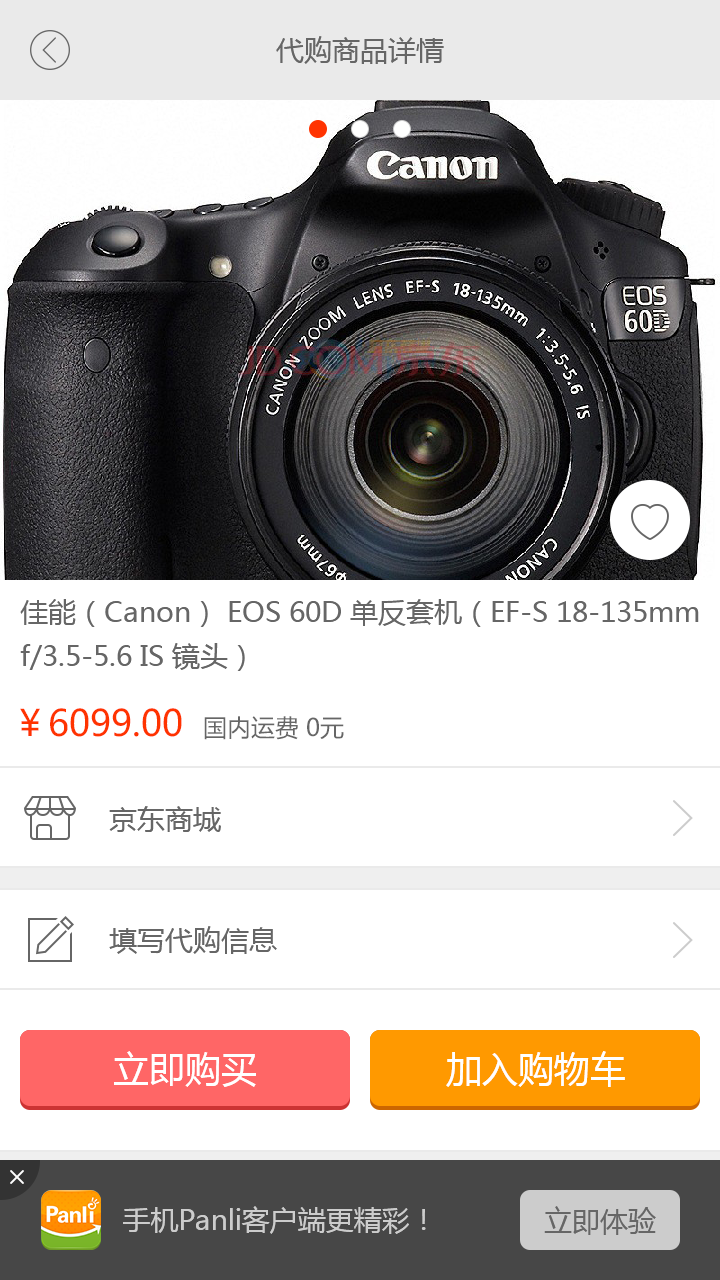 代购商品详情
Canon
EOS
60D
CANON ZOOM LENS EF-S 18-135mm 1:3.5-5.6 IS
JD.COM 京东
φ67mm
CANON
佳能（Canon） EOS 60D 单反套机（EF-S 18-135mm
f/3.5-5.6 IS 镜头）
¥ 6099.00 国内运费 0元
京东商城
填写代购信息
立即购买
加入购物车
Panli
手机Panli客户端更精彩！
立即体验